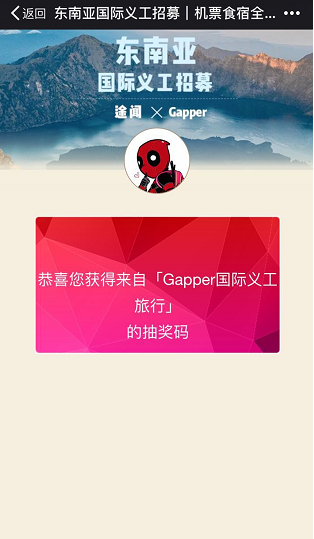 返回 东南亚国际义工招募｜机票食宿全...
东南亚
国际义工招募
途闻 × Gapper
恭喜您获得来自「Gapper国际义工
旅行」
的抽奖码